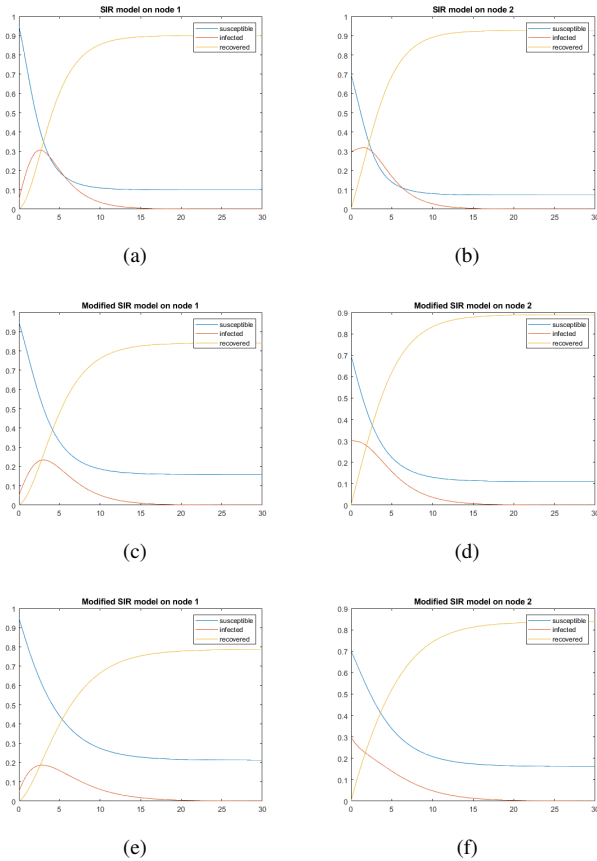 SIR model on node 1
1
0.9
0.8
0.7
0.6
0.5
0.4
0.3
0.2
0.1
0
0 5 10 15 20 25 30
susceptible
infected
recovered
(a)
SIR model on node 2
1
0.9
0.8
0.7
0.6
0.5
0.4
0.3
0.2
0.1
0
0 5 10 15 20 25 30
susceptible
infected
recovered
(b)
Modified SIR model on node 1
1
0.9
0.8
0.7
0.6
0.5
0.4
0.3
0.2
0.1
0
0 5 10 15 20 25 30
susceptible
infected
recovered
(c)
Modified SIR model on node 2
0.9
0.8
0.7
0.6
0.5
0.4
0.3
0.2
0.1
0
0 5 10 15 20 25 30
susceptible
infected
recovered
(d)
Modified SIR model on node 1
1
0.9
0.8
0.7
0.6
0.5
0.4
0.3
0.2
0.1
0
0 5 10 15 20 25 30
susceptible
infected
recovered
(e)
Modified SIR model on node 2
0.9
0.8
0.7
0.6
0.5
0.4
0.3
0.2
0.1
0
0 5 10 15 20 25 30
susceptible
infected
recovered
(f)